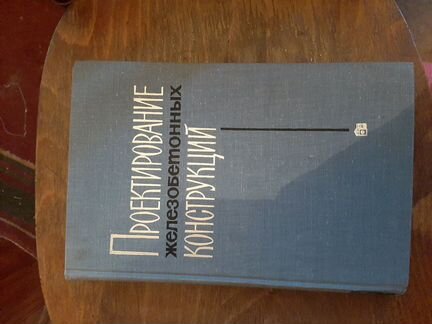 Проектирование
железобетонных
конструкций